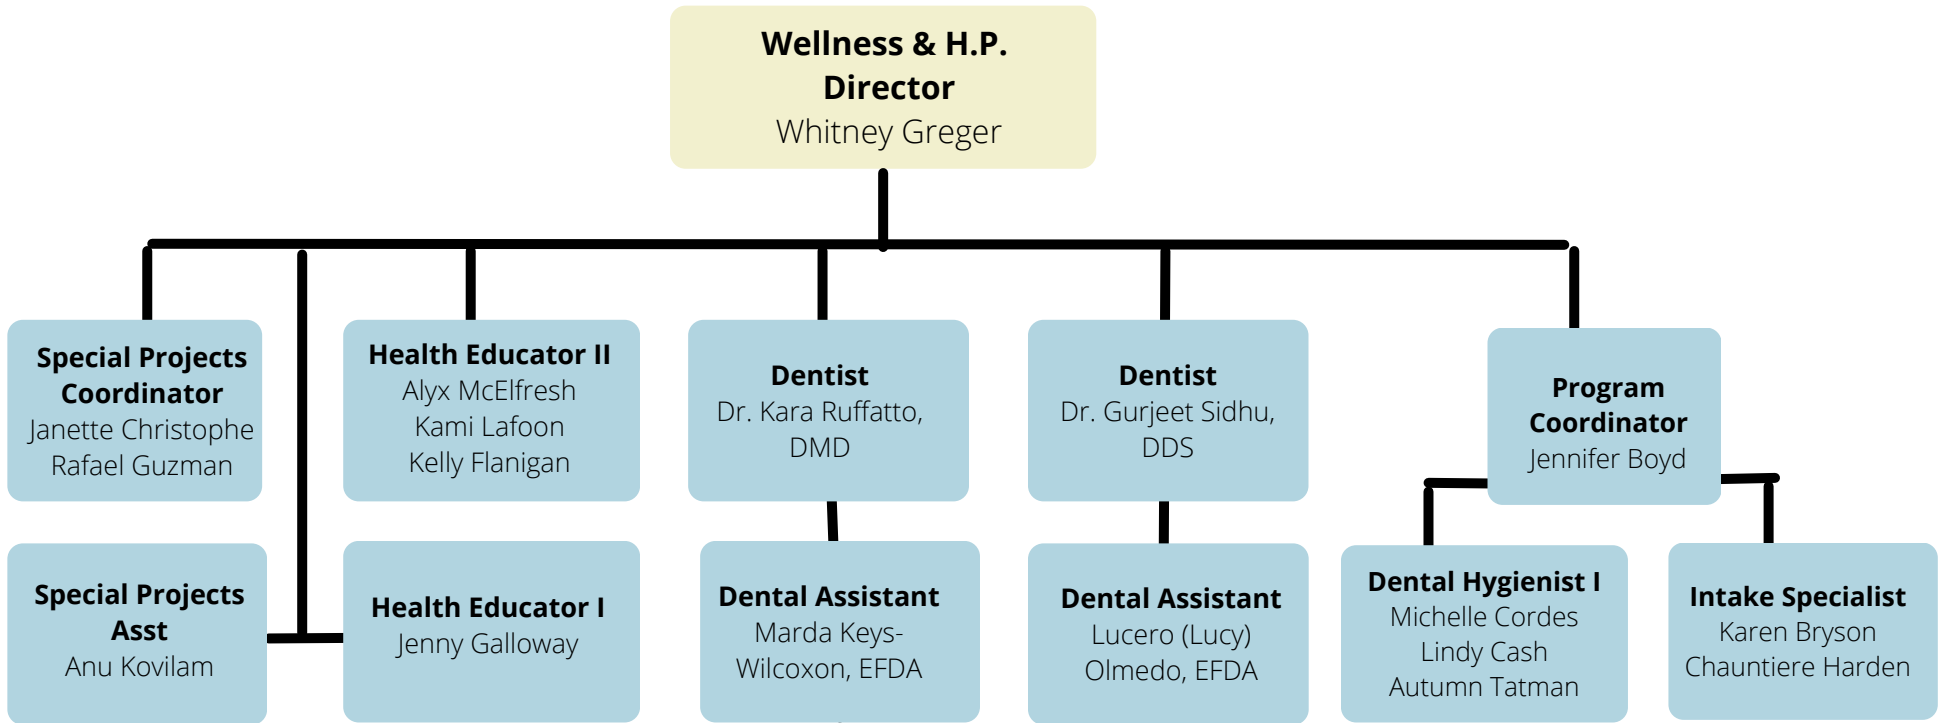 Wellness & H.P.
Director
Whitney Greger
Special Projects
Coordinator
Janette Christophe
Rafael Guzman
Health Educator II
Alyx McElfresh
Kami Lafoon
Kelly Flanigan
Dentist
Dr. Kara Ruffatto,
DMD
Dentist
Dr. Gurjeet Sidhu,
DDS
Program
Coordinator
Jennifer Boyd
Special Projects
Asst
Anu Kovilam
Health Educator I
Jenny Galloway
Dental Assistant
Marda Keys-
Wilcoxon, EFDA
Dental Assistant
Lucero (Lucy)
Olmedo, EFDA
Dental Hygienist I
Michelle Cordes
Lindy Cash
Autumn Tatman
Intake Specialist
Karen Bryson
Chauntiere Harden